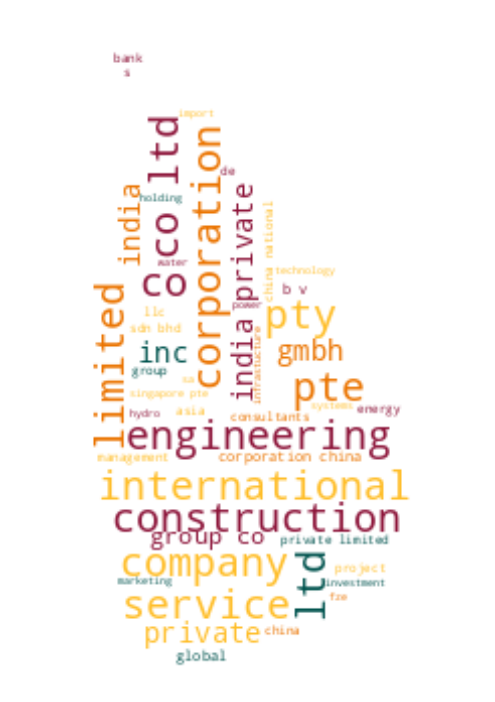 bank
s
import
co ltd
corporation
de
india
holding
india private
china national
water
technology
co
b v
power
limited
llc
pty
sdn bhd
infrastucture
inc
gmbh
group
sa
pte
singapore pte
systems
hydro
asia
energy
consultants
engineering
management
corporation china
international
construction
group co
private limited
company
ltd
project
marketing
investment
service
fze
private
china
global